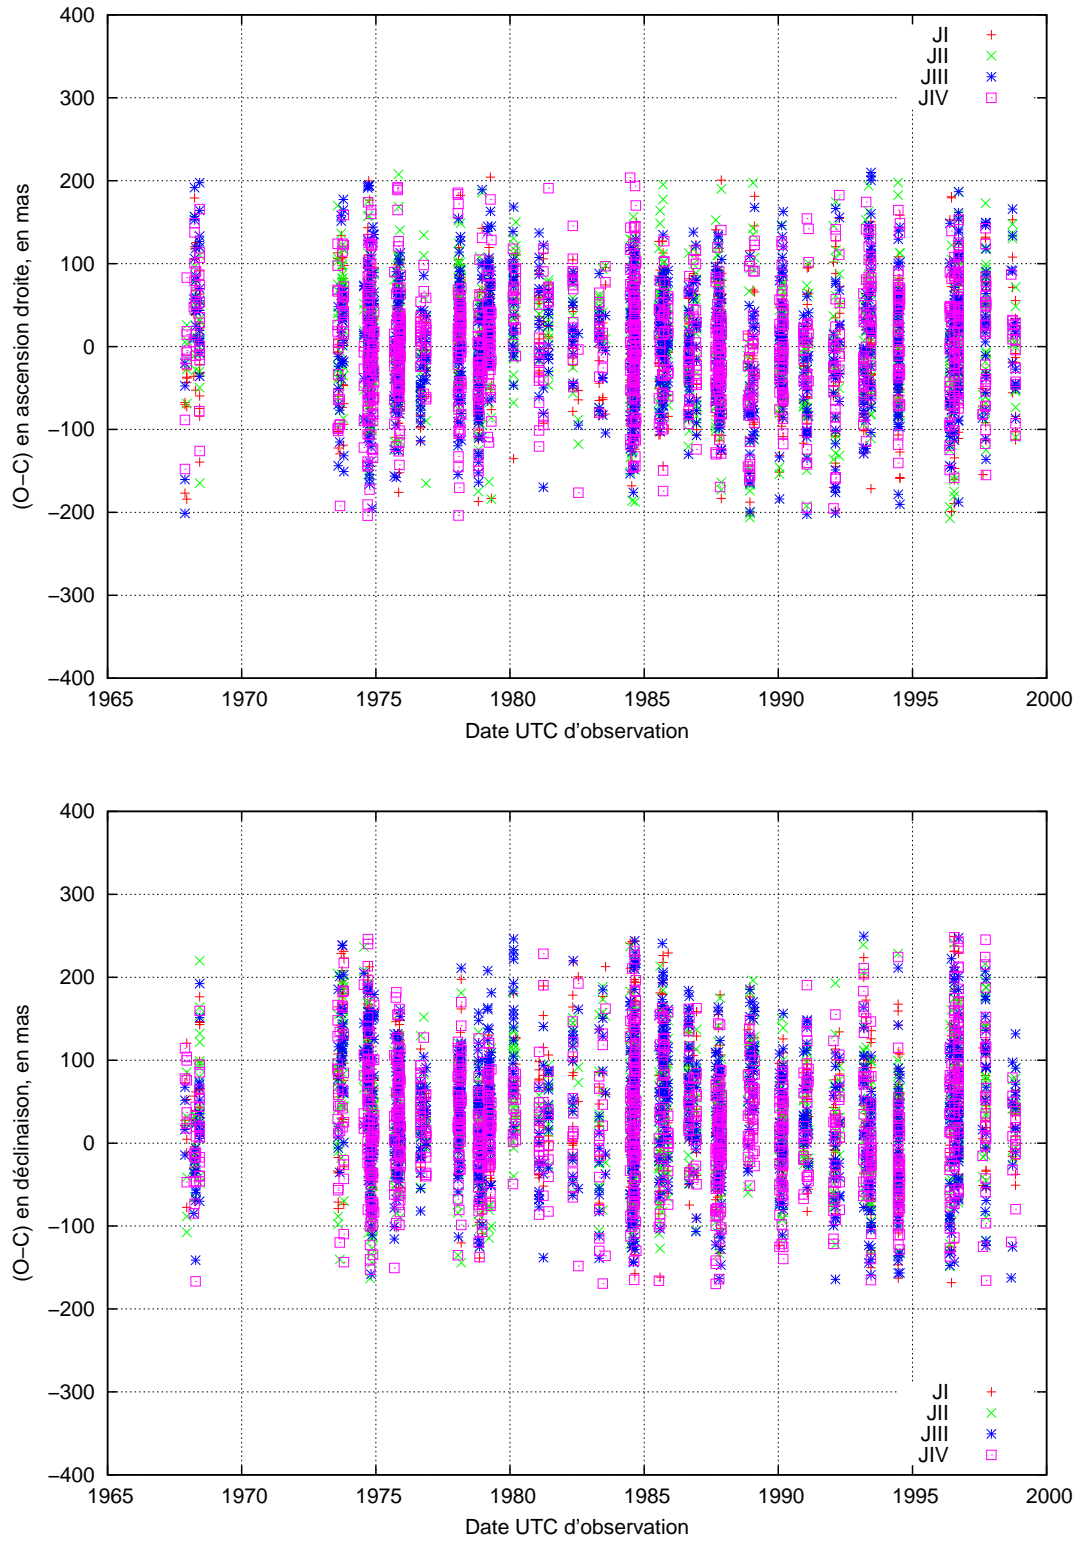 400
300
200
100
0
−100
−200
−300
−400
(O−C) en ascension droite, en mas
JI
JII
JIII
JIV
1965 1970 1975 1980 1985 1990 1995 2000
Date UTC d'observation
400
300
200
100
0
−100
−200
−300
−400
(O−C) en déclinaison, en mas
JI
JII
JIII
JIV
1965 1970 1975 1980 1985 1990 1995 2000
Date UTC d'observation